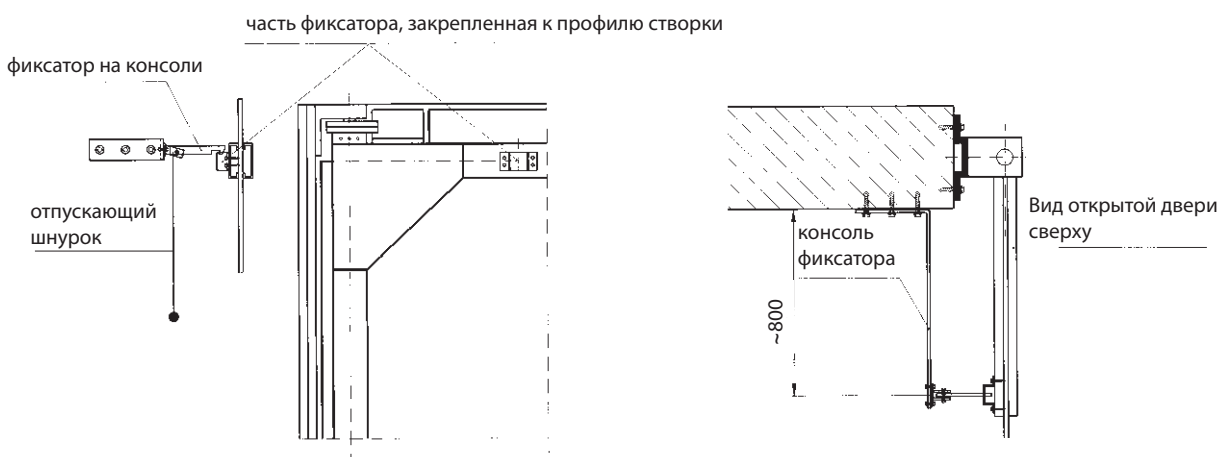 часть фиксатора, закрепленная к профилю створки
фиксатор на консоли
отпускающий
шнурок
консоль
фиксатора
~800
Вид открытой двери
сверху